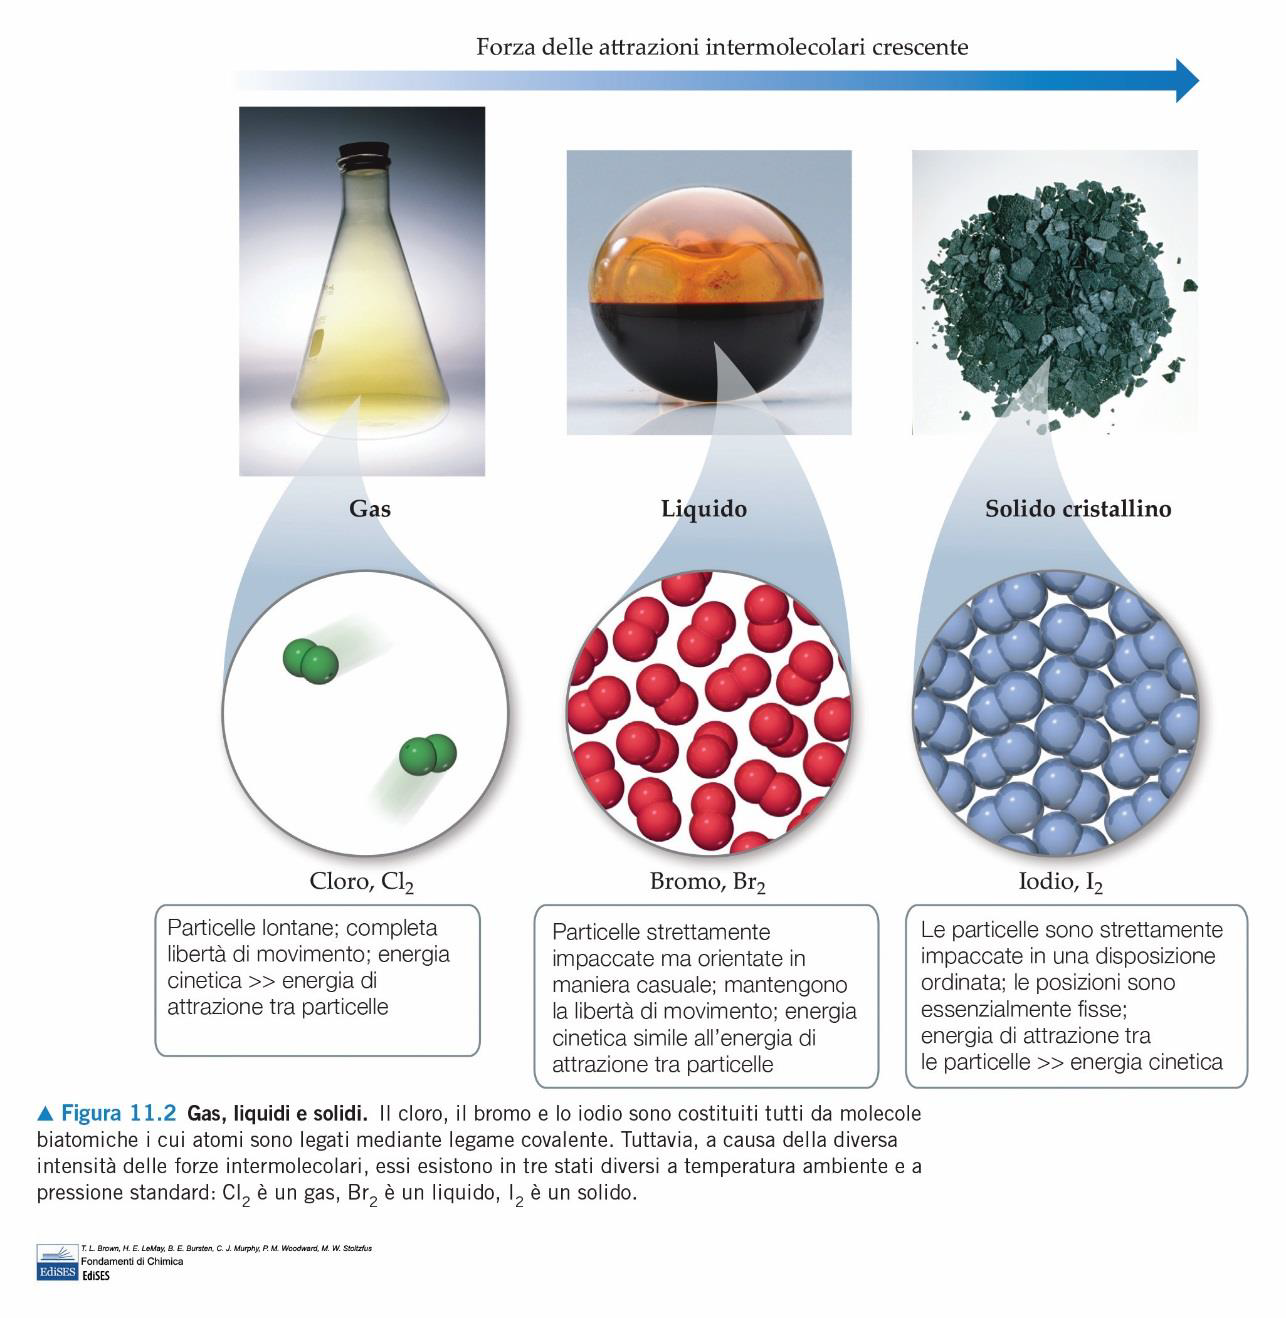 Forza delle attrazioni intermolecolari crescente
Gas
Liquido
Solido cristallino
Cloro, Cl2
Bromo, Br2
Iodio, I2
Particelle lontane; completa
libertà di movimento; energia
cinetica >> energia di
attrazione tra particelle
Particelle strettamente
impaccate ma orientate in
maniera casuale; mantengono
la libertà di movimento; energia
cinetica simile all'energia di
attrazione tra particelle
Le particelle sono strettamente
impaccate in una disposizione
ordinata; le posizioni sono
essenzialmente fisse;
energia di attrazione tra
le particelle >> energia cinetica
▲ Figura 11.2 Gas, liquidi e solidi. Il cloro, il bromo e lo iodio sono costituiti tutti da molecole
biatomiche i cui atomi sono legati mediante legame covalente. Tuttavia, a causa della diversa
intensità delle forze intermolecolari, essi esistono in tre stati diversi a temperatura ambiente e a
pressione standard: Cl2 è un gas, Br2 è un liquido, I2 è un solido.
T. L. Brown, H. E. LeMay, B. E. Bursten, C. J. Murphy, P. M. Woodward, M. W. Stoltzfus
Fondamenti di Chimica
EdiSES
EdiSES